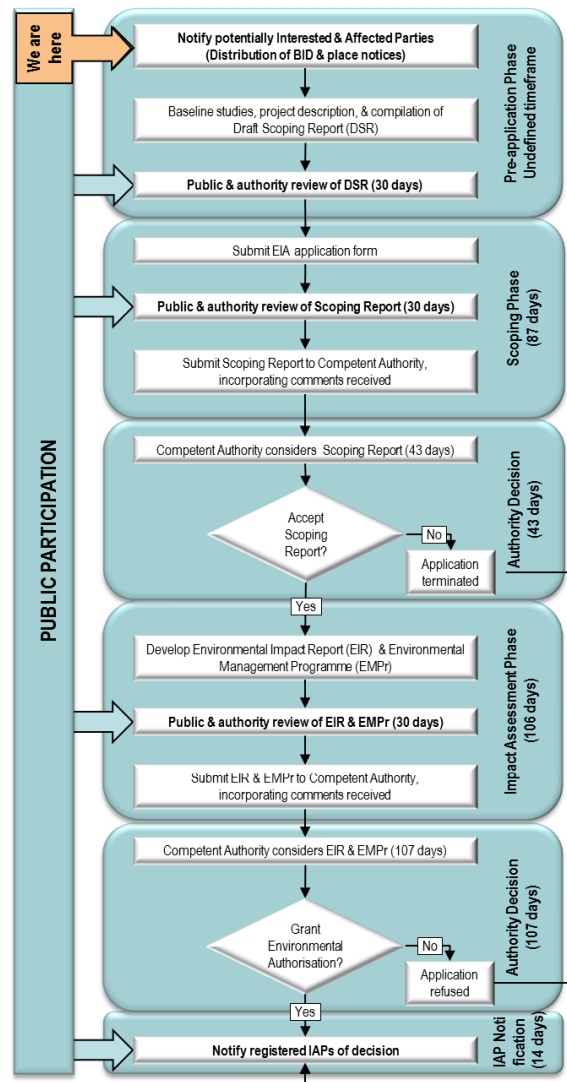 We are
here
PUBLIC PARTICIPATION
Notify potentially Interested & Affected Parties
(Distribution of BID & place notices)
Baseline studies, project description, & compilation of
Draft Scoping Report (DSR)
Public & authority review of DSR (30 days)
Pre-application Phase
Undefined timeframe
Submit EIA application form
Public & authority review of Scoping Report (30 days)
Submit Scoping Report to Competent Authority,
incorporating comments received
Scoping Phase
(87 days)
Competent Authority considers Scoping Report (43 days)
Accept
Scoping
Report?
No
Application
terminated
Yes
Authority Decision
(43 days)
Develop Environmental Impact Report (EIR) & Environmental
Management Programme (EMPr)
Public & authority review of EIR & EMPr (30 days)
Submit EIR & EMPr to Competent Authority,
incorporating comments received
Impact Assessment Phase
(106 days)
Competent Authority considers EIR & EMPr (107 days)
Grant
Environmental
Authorisation?
No
Application
refused
Yes
Authority Decision
(107 days)
Notify registered IAPs of decision
IAP Noti
fication
(14 days)